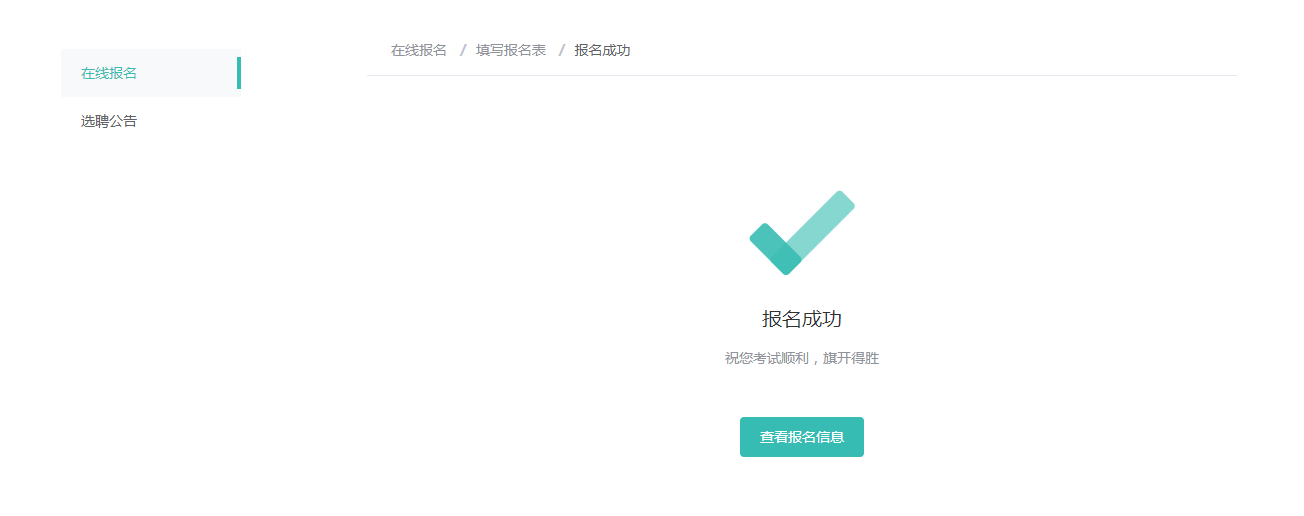 在线报名 / 填写报名表 / 报名成功
在线报名
选聘公告
报名成功
祝您考试顺利，旗开得胜
查看报名信息